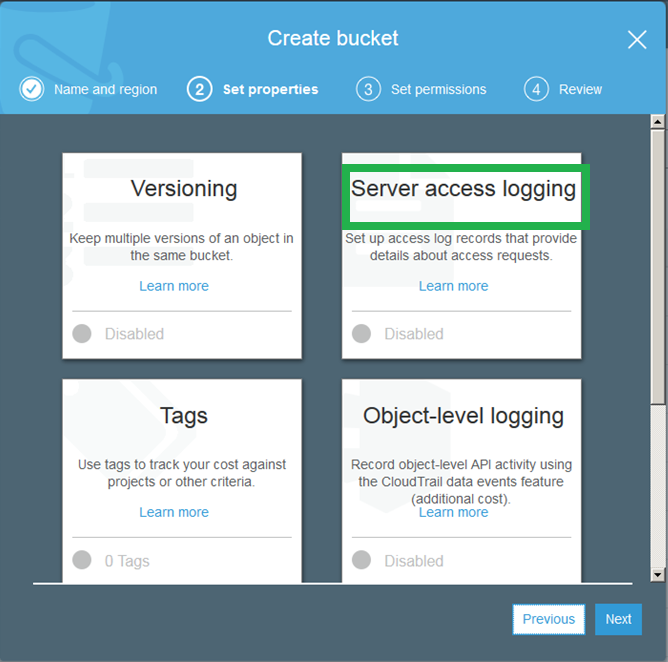 Create bucket
Name and region
2 Set properties
3 Set permissions
4 Review
Versioning
Keep multiple versions of an object in
the same bucket.
Learn more
Disabled
Server access logging
Set up access log records that provide
details about access requests.
Learn more
Disabled
Tags
Use tags to track your cost against
projects or other criteria.
Learn more
0 Tags
Object-level logging
Record object-level API activity using
the CloudTrail data events feature
(additional cost).
Learn more
Disabled
Previous
Next